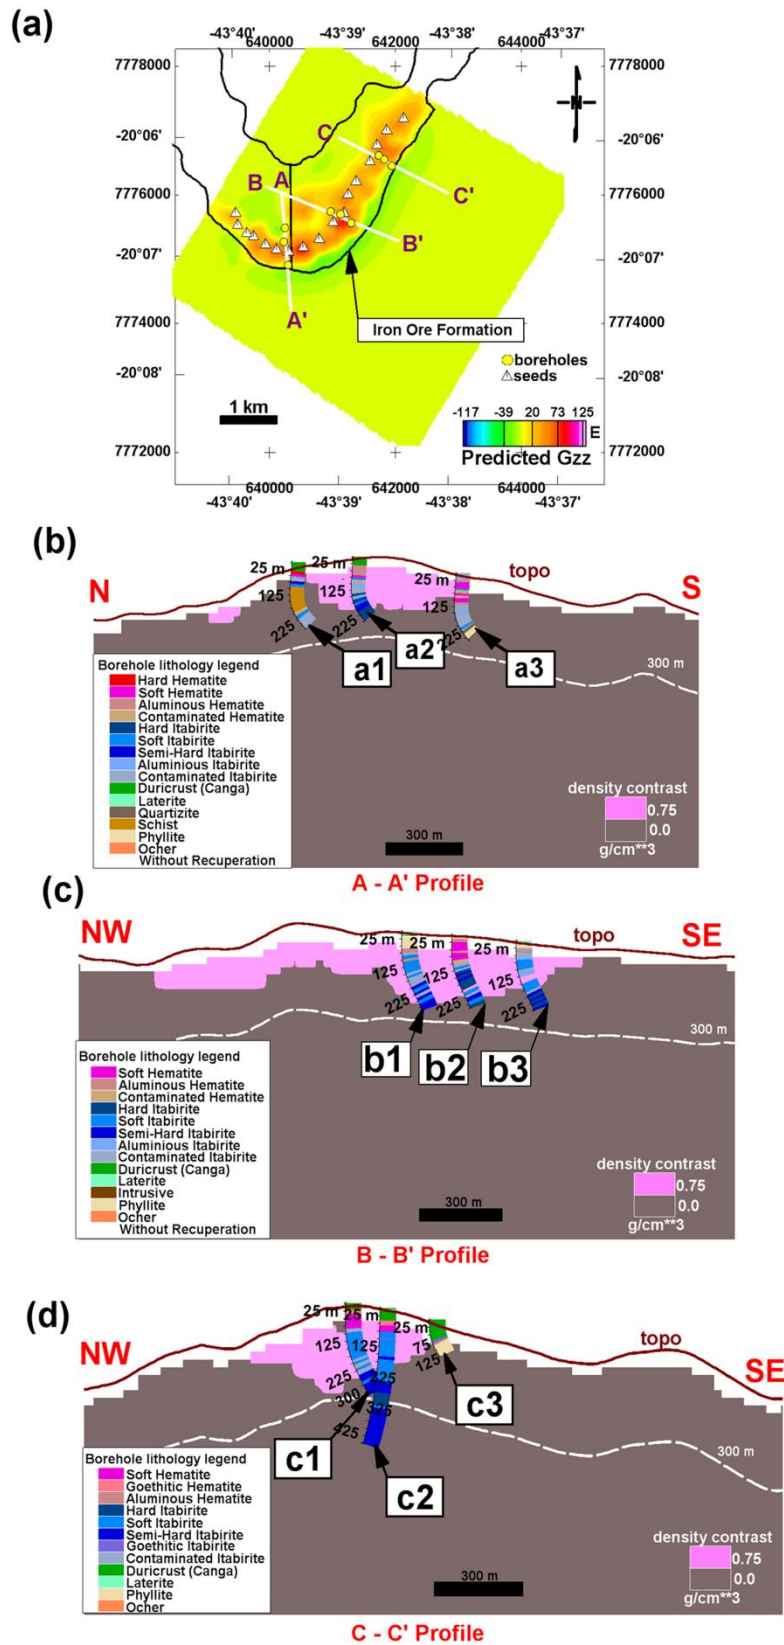 (a)
-43°40' -43°39' -43°38' -43°37'
640000 642000 644000
7778000 7778000
N
-20°06' -20°06'
C
A
B
7776000 7776000
C'
B'
-20°07' -20°07'
A'
Iron Ore Formation
7774000 7774000
boreholes
-20°08' -20°08'
seeds
1 km
-117 -39 20 73 125
E
Predicted Gzz
7772000 7772000
640000 642000 644000
-43°40' -43°39' -43°38' -43°37'
(b)
25 m 25 m
topo
N 25 m S
125 125 125
225 225 225
a1 a2 a3
300 m
Borehole lithology legend
Hard Hematite
Soft Hematite
Aluminous Hematite
Contaminated Hematite
Hard Itabirite
Soft Itabirite
Semi-Hard Itabirite
Aluminious Itabirite
Contaminated Itabirite
Duricrust (Canga)
Laterite
Quartizite
Schist
Phyllite
Ocher
Without Recuperation
density contrast
0.75
0.0
g/cm**3
300 m
A - A' Profile
(c)
NW SE
25 m 25 m 25 m topo
125 125 125
225 225 225
300 m
b1 b2 b3
Borehole lithology legend
Soft Hematite
Aluminous Hematite
Contaminated Hematite
Hard Itabirite
Soft Itabirite
Semi-Hard Itabirite
Aluminious Itabirite
Contaminated Itabirite
Duricrust (Canga)
Laterite
Intrusive
Phyllite
Ocher
Without Recuperation
density contrast
0.75
0.0
g/cm**3
300 m
B - B' Profile
(d)
25 m 25 m
25 m
NW topo SE
125 125 75
125
225 225
300 325
425
c1 c2 c3
300 m
Borehole lithology legend
Soft Hematite
Goethitic Hematite
Aluminous Hematite
Hard Itabirite
Soft Itabirite
Semi-Hard Itabirite
Goethitic Itabirite
Contaminated Itabirite
Duricrust (Canga)
Laterite
Phyllite
Ocher
density contrast
0.75
0.0
g/cm**3
300 m
C - C' Profile